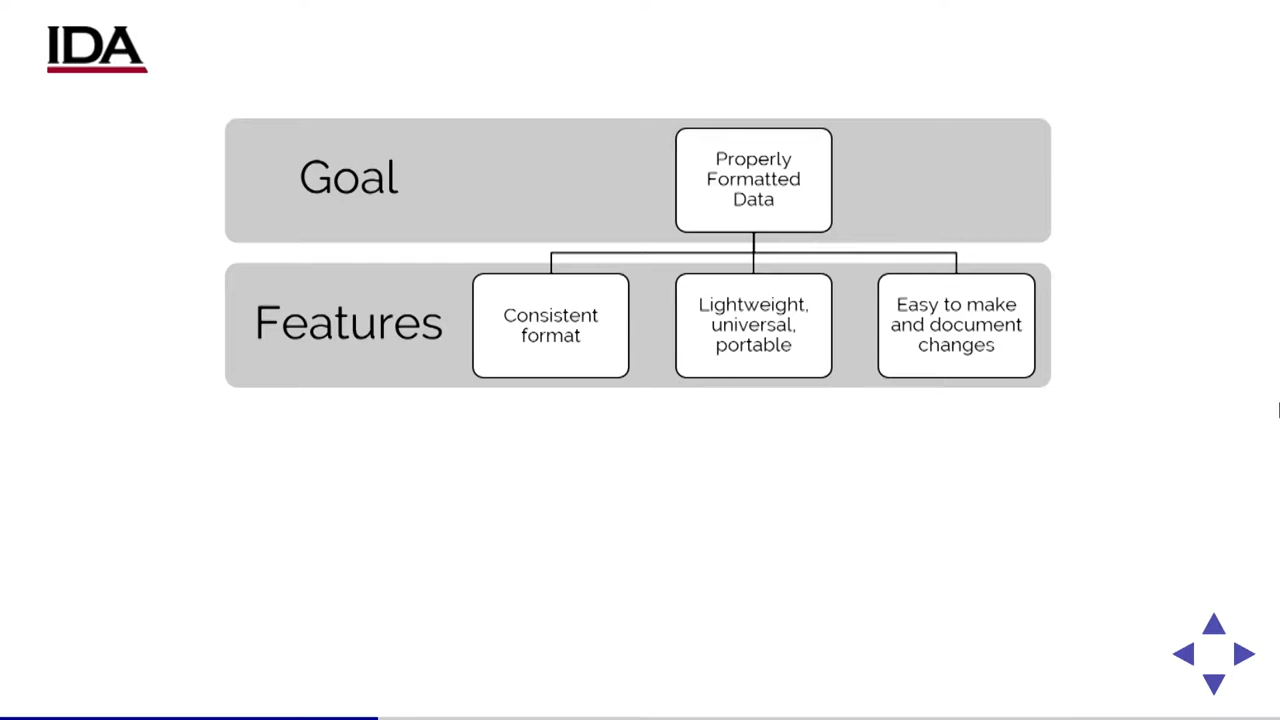 IDA
Goal
Properly
Formatted
Data
Features
Consistent
format
Lightweight,
universal,
portable
Easy to make
and document
changes